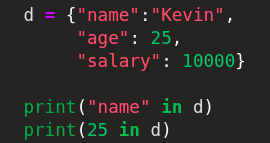 d = {"name":"Kevin",
     "age": 25,
     "salary": 10000}

print("name" in d)
print(25 in d)